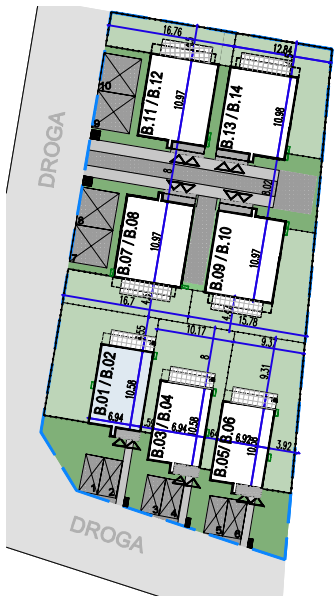 16.76
12.84
B.11 / B.12
10.97
B.13 / B.14
10.98
10
9
DROGA
8
B.02
8
7
B.07 / B.08
10.97
B.09 / B.10
10.97
16.7
15.78
10.17
9.3
8
9.31
B.01 / B.02
10.58
6.94
B.03 / B.04
10.58
6.94
B.05/ B.06
6.92
3.92
1
2
3
4
5
6
DROGA